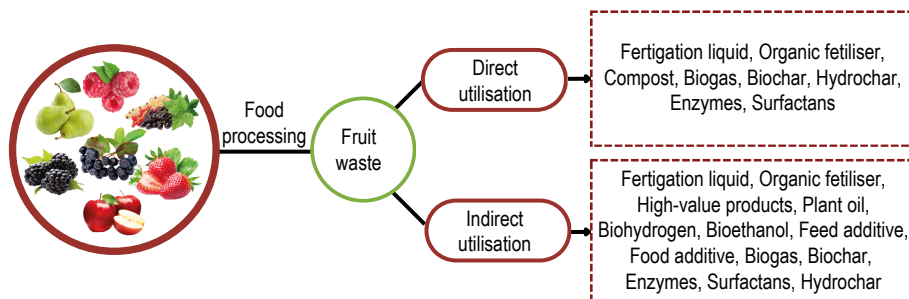 Food
processing
Fruit
waste
Direct
utilisation
Fertigation liquid, Organic fetiliser,
Compost, Biogas, Biochar, Hydrochar,
Enzymes, Surfactans
Indirect
utilisation
Fertigation liquid, Organic fetiliser,
High-value products, Plant oil,
Biohydrogen, Bioethanol, Feed additive,
Food additive, Biogas, Biochar,
Enzymes, Surfactans, Hydrochar